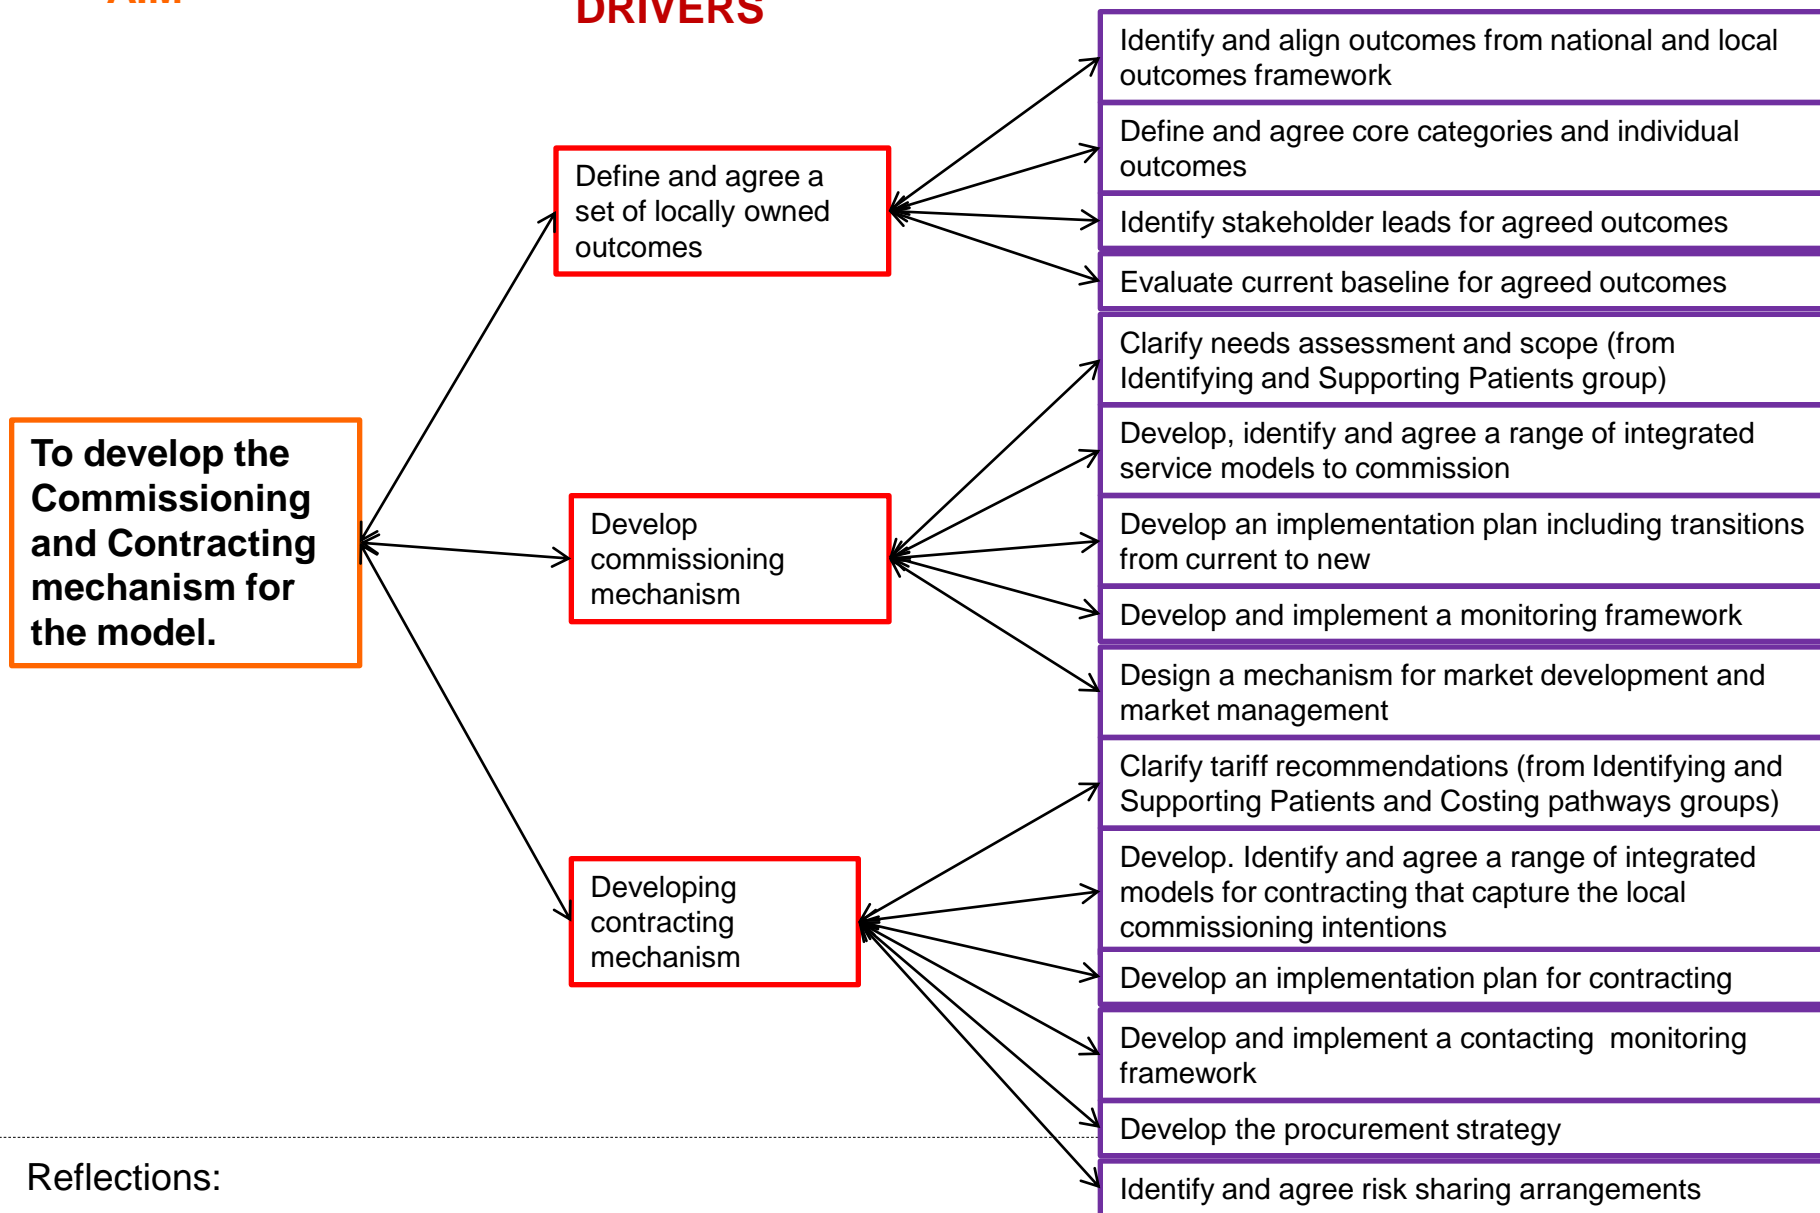 AIM
DRIVERS
Identify and align outcomes from national and local
outcomes framework
Define and agree core categories and individual
outcomes
Identify stakeholder leads for agreed outcomes
Evaluate current baseline for agreed outcomes
Define and agree a
set of locally owned
outcomes
Clarify needs assessment and scope (from
Identifying and Supporting Patients group)
Develop, identify and agree a range of integrated
service models to commission
Develop an implementation plan including transitions
from current to new
Develop and implement a monitoring framework
Design a mechanism for market development and
market management
To develop the
Commissioning
and Contracting
mechanism for
the model.
Develop
commissioning
mechanism
Clarify tariff recommendations (from Identifying and
Supporting Patients and Costing pathways groups)
Develop. Identify and agree a range of integrated
models for contracting that capture the local
commissioning intentions
Develop an implementation plan for contracting
Develop and implement a contacting monitoring
framework
Develop the procurement strategy
Identify and agree risk sharing arrangements
Developing
contracting
mechanism
Reflections: